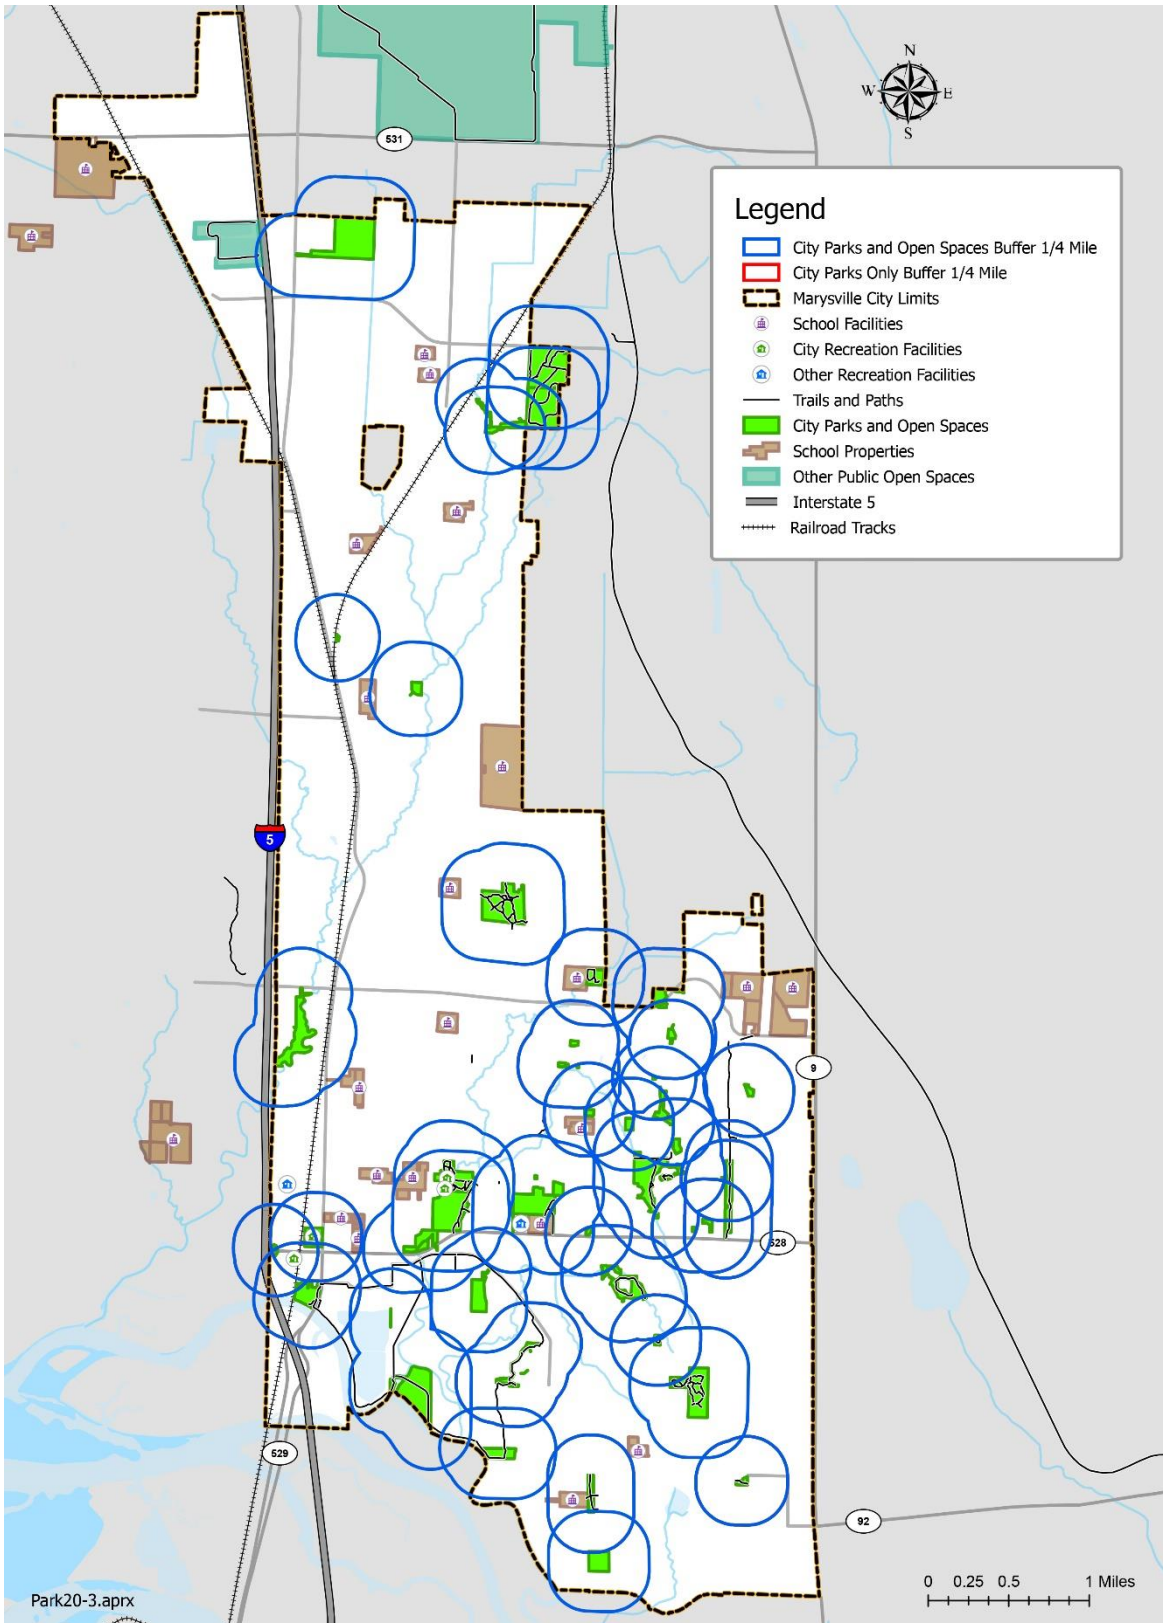 N
W E
S
531
Legend
City Parks and Open Spaces Buffer 1/4 Mile
City Parks Only Buffer 1/4 Mile
Marysville City Limits
School Facilities
City Recreation Facilities
Other Recreation Facilities
Trails and Paths
City Parks and Open Spaces
School Properties
Other Public Open Spaces
Interstate 5
Railroad Tracks
5
9
528
529
92
0 0.25 0.5 1 Miles
Park20-3.aprx